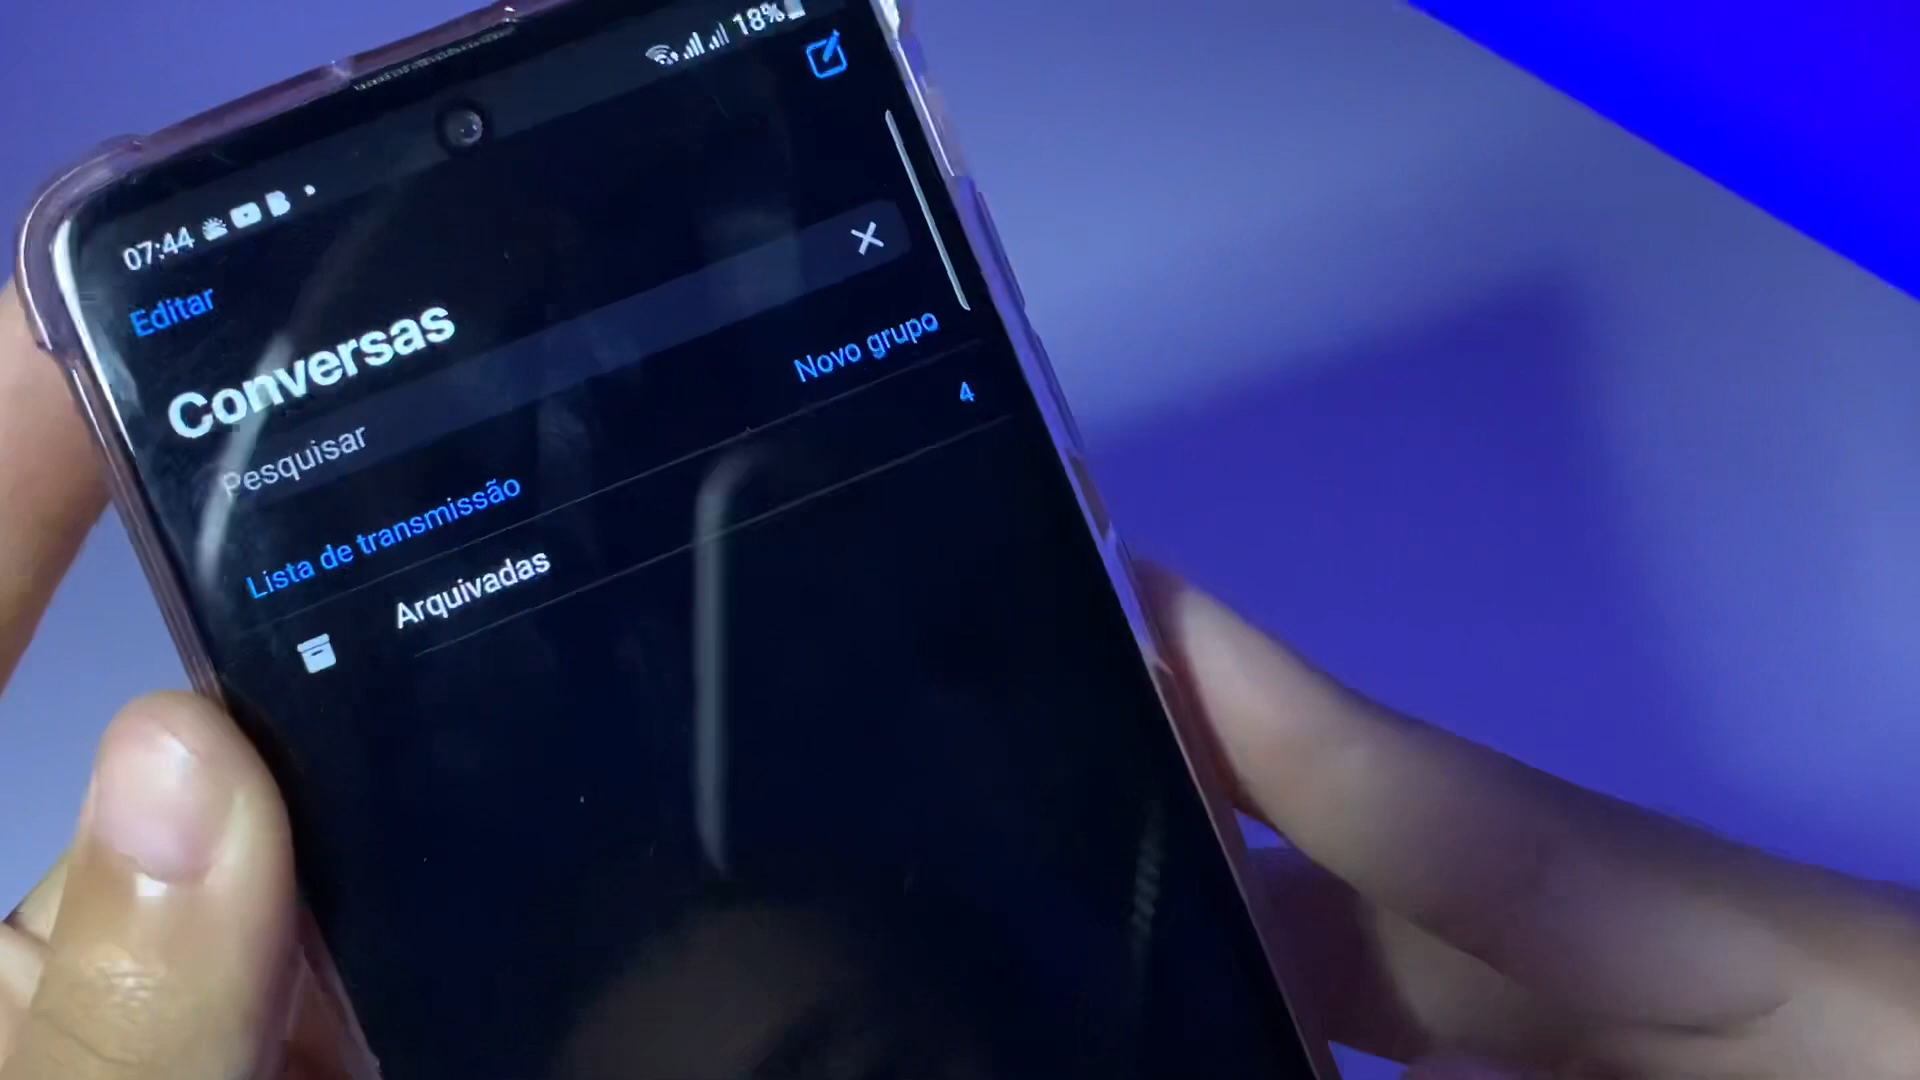 07:44
18%
Editar
Conversas
Pesquisar
Lista de transmissão
Novo grupo
Arquivadas
4